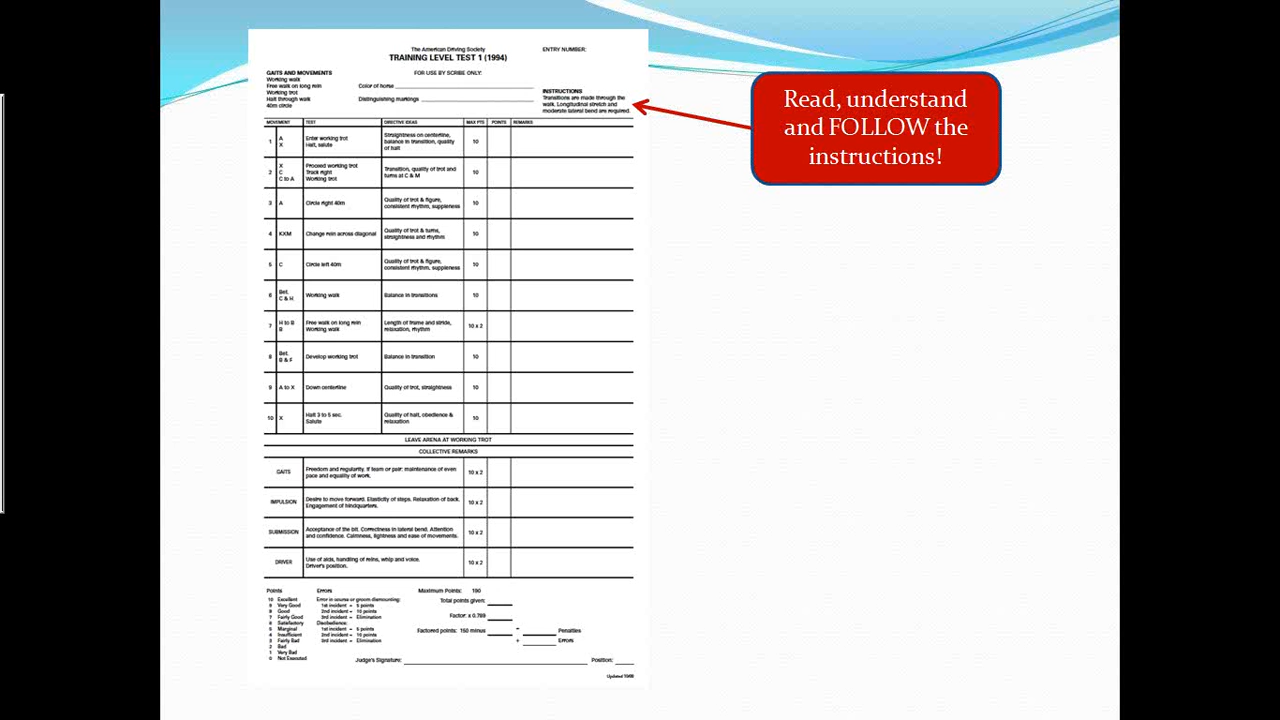 The American Driving Society
TRAINING LEVEL TEST 1 (1994)
ENTRY NUMBER:
GAITS AND MOVEMENTS
Working walk
Free walk on long rein
Working trot
Halt through walk
40m circle
FOR USE BY SCRIBE ONLY:
Color of horse
Distinguishing markings
INSTRUCTIONS
Transitions are made through the
walk. Longitudinal stretch and
moderate lateral bend are required.
Read, understand
and FOLLOW the
instructions!
MOVEMENT TEST DIRECTIVE IDEAS MAX PTS POINTS REMARKS
1 A Enter working trot Straightness on centerline,
X Halt, salute balance in transition, quality 10
of halt
2 X Proceed working trot Transition, quality of trot and 10
C Track right turns at C & M
C to A Working trot
3 A Circle right 40m Quality of trot & figure, 10
consistent rhythm, suppleness
4 KXM Change rein across diagonal Quality of trot & turns, 10
straightness and rhythm
5 C Circle left 40m Quality of trot & figure, 10
consistent rhythm, suppleness
6 Bet. Working walk Balance in transitions 10
C & H
7 H to B Free walk on long rein Length of frame and stride, 10 x 2
B Working walk relaxation, rhythm
8 Bet. Develop working trot Balance in transition 10
B & F
9 A to X Down centerline Quality of trot, straightness 10
10 X Halt 3 to 5 sec. Quality of halt, obedience & 10
Salute relaxation
LEAVE ARENA AT WORKING TROT
COLLECTIVE REMARKS
GAITS Freedom and regularity. If team or pair: maintenance of even 10 x 2
pace and equality of work.
IMPULSION Desire to move forward. Elasticity of steps. Relaxation of back. 10 x 2
Engagement of hindquarters.
SUBMISSION Acceptance of the bit. Correctness in lateral bend. Attention 10 x 2
and confidence. Calmness, lightness and ease of movements.
DRIVER Use of aids, handling of reins, whip and voice. 10 x 2
Driver's position.
Points
10 Excellent
9 Very Good
8 Good
7 Fairly Good
6 Satisfactory
5 Marginal
4 Insufficient
3 Fairly Bad
2 Bad
1 Very Bad
0 Not Executed
Errors
Error in course or groom dismounting:
1st incident = 5 points
2nd incident = 10 points
3rd incident = Elimination
Disobedience:
1st incident = 5 points
2nd incident = 10 points
3rd incident = Elimination
Maximum Points: 190
Total points given:
Factor: x 0.789
Factored points: 150 minus = Penalties
+ Errors
Judge's Signature: Position:
Updated